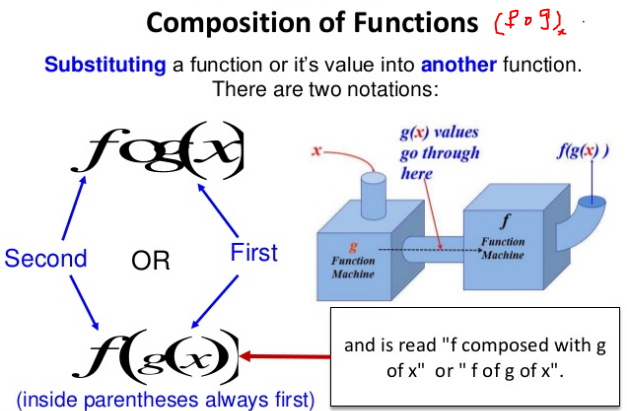 Composition of Functions (f o g)x
Substituting a function or it's value into another function.
There are two notations:
fog(x)
Second
OR
First
f(g(x))
(inside parentheses always first)
x
g(x) values
go through
here
f(g(x) )
g
Function
Machine
f
Function
Machine
and is read "f composed with g
of x" or " f of g of x".